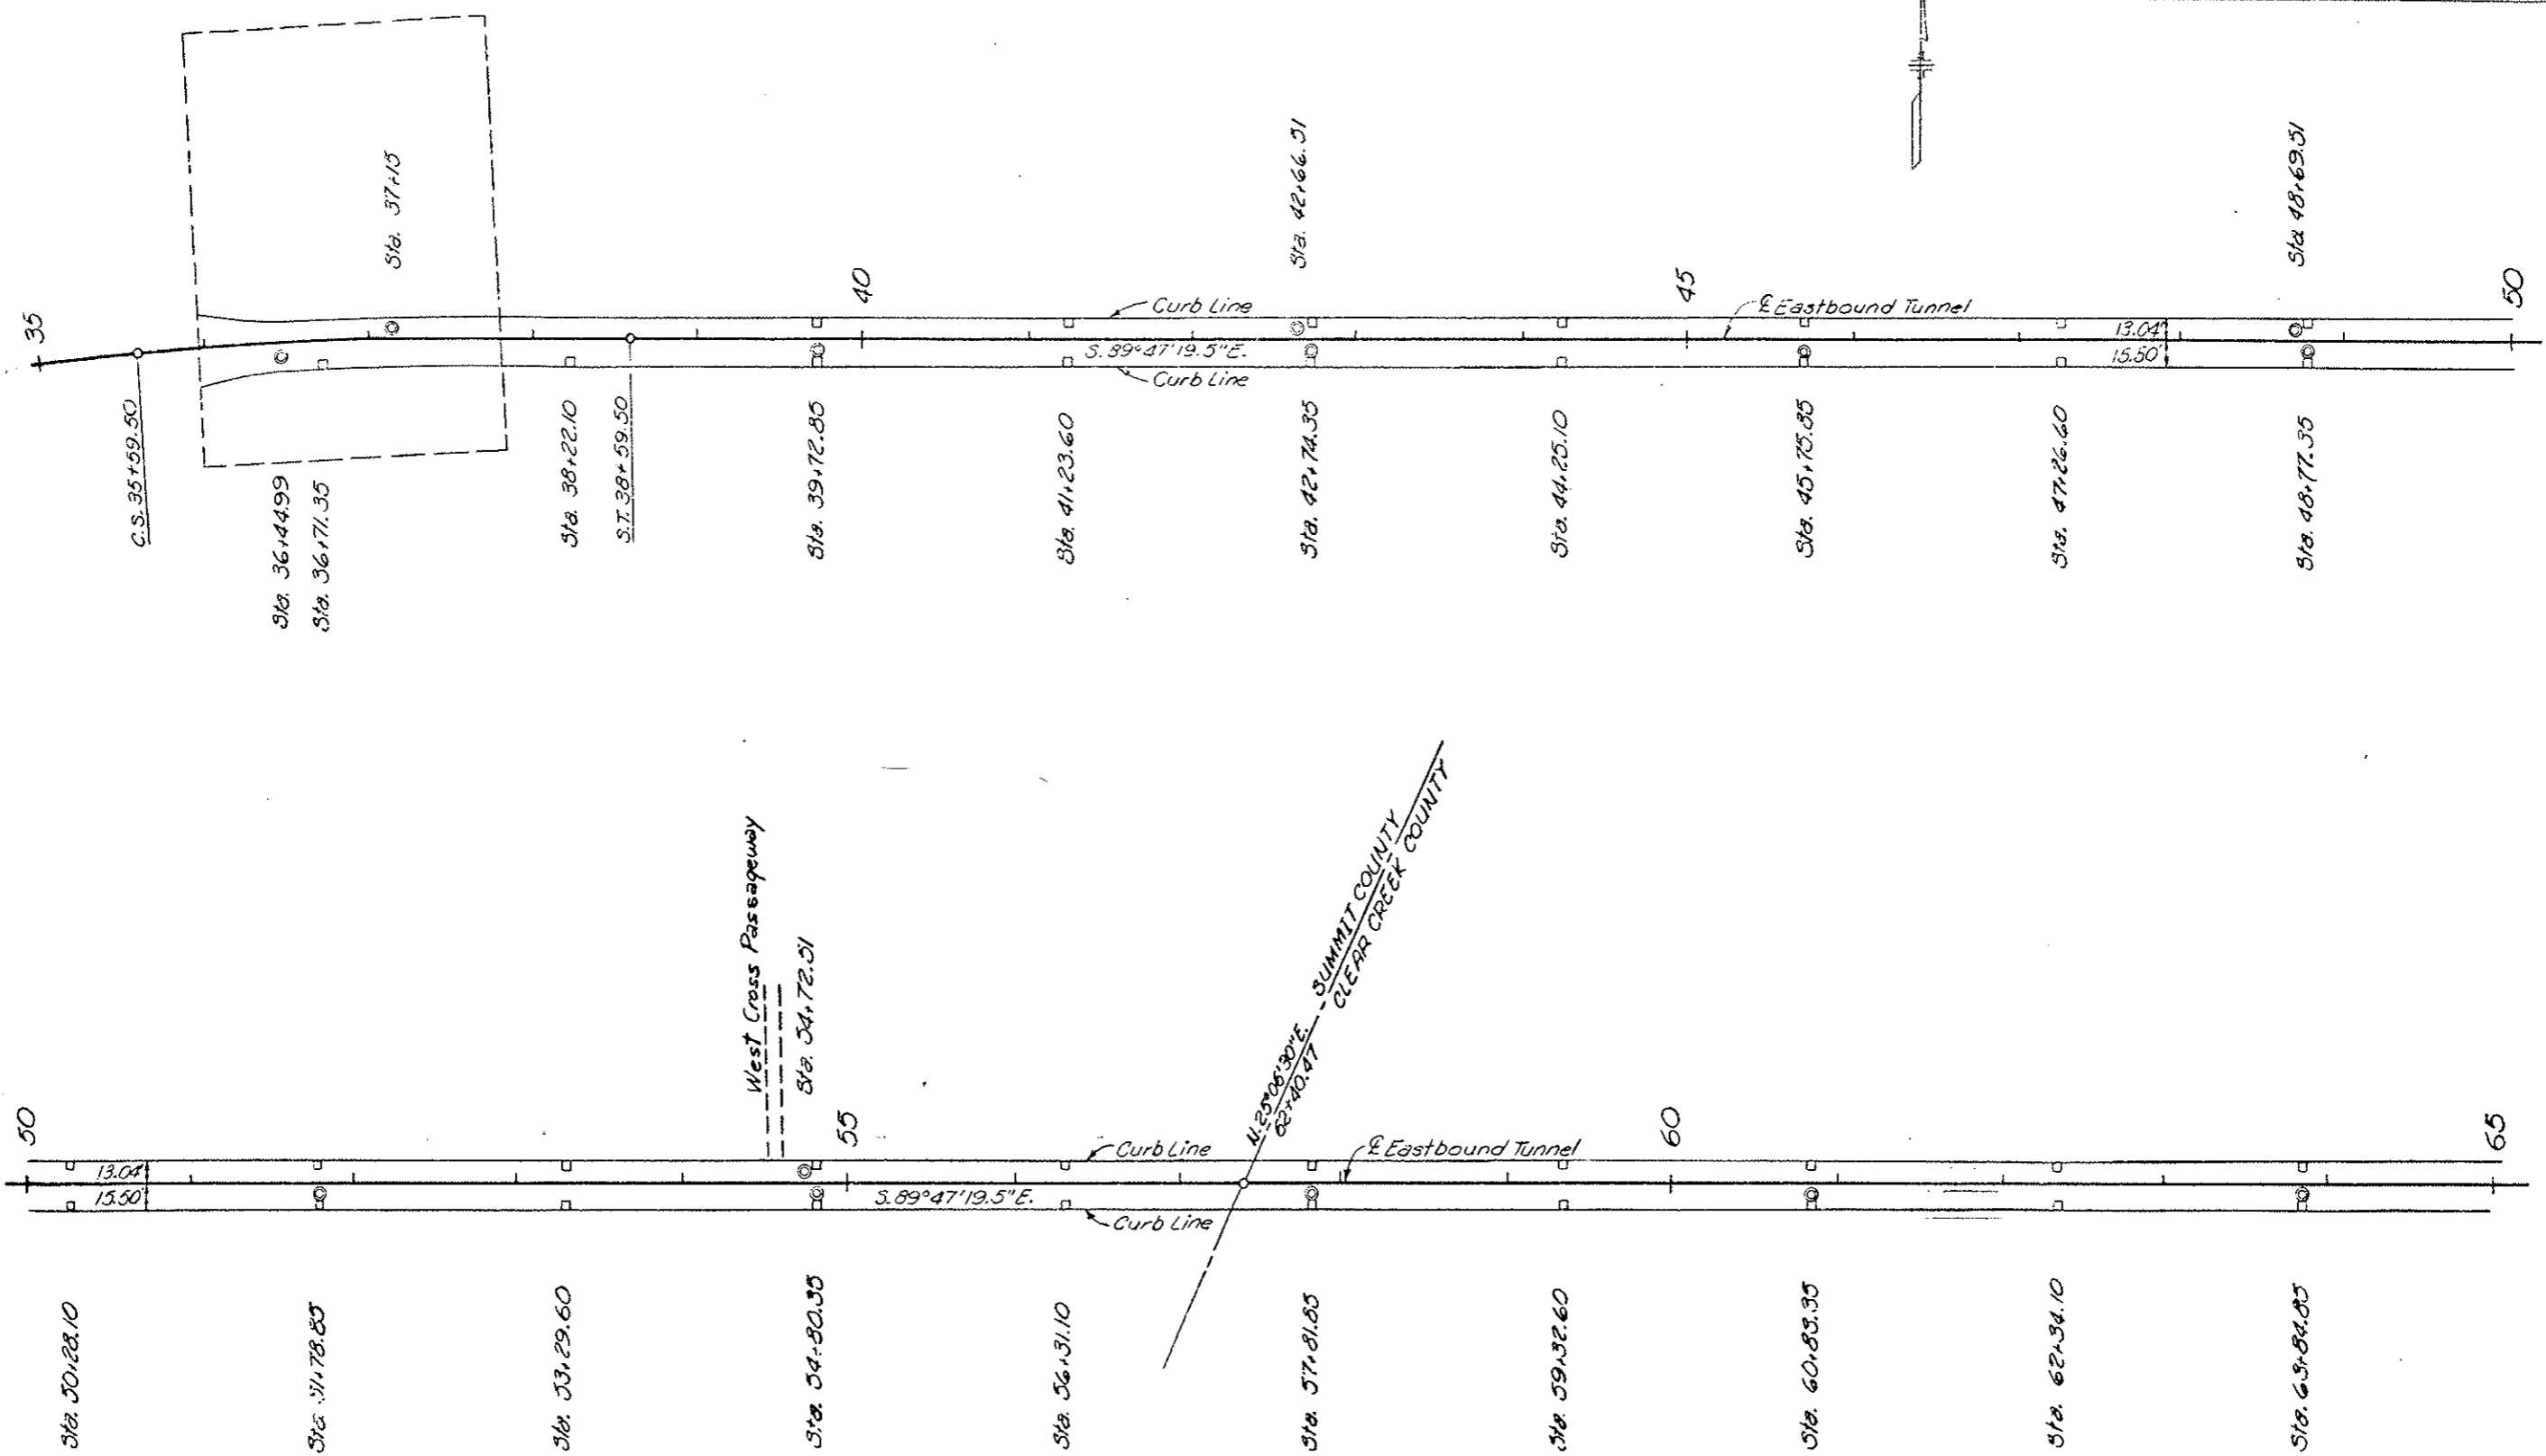 35
C.S. 35+59.50
Sta. 36+44.99
Sta. 36+71.35
Sta. 37+15
Sta. 38+22.10
S.T. 38+59.50
Sta. 39+72.85
40
Sta. 41+23.60
Curb Line
S. 89°47'19.5"E.
Curb Line
Sta. 42+66.51
Sta. 42+74.35
Sta. 44+25.10
45
℄ Eastbound Tunnel
Sta. 45+75.85
Sta. 47+26.60
13.04'
15.50'
Sta. 48+69.51
Sta. 48+77.35
50
50
13.04'
15.50'
Sta. 50+28.10
Sta. 51+78.85
Sta. 53+29.60
West Cross Passageway
Sta. 54+72.51
Sta. 54+80.35
55
S. 89°47'19.5"E.
Curb Line
Curb Line
Sta. 56+31.10
N. 25°06'30"E.
62+40.47
SUMMIT COUNTY
CLEAR CREEK COUNTY
℄ Eastbound Tunnel
Sta. 57+81.85
Sta. 59+32.60
60
Sta. 60+83.35
Sta. 62+34.10
Sta. 63+84.85
65